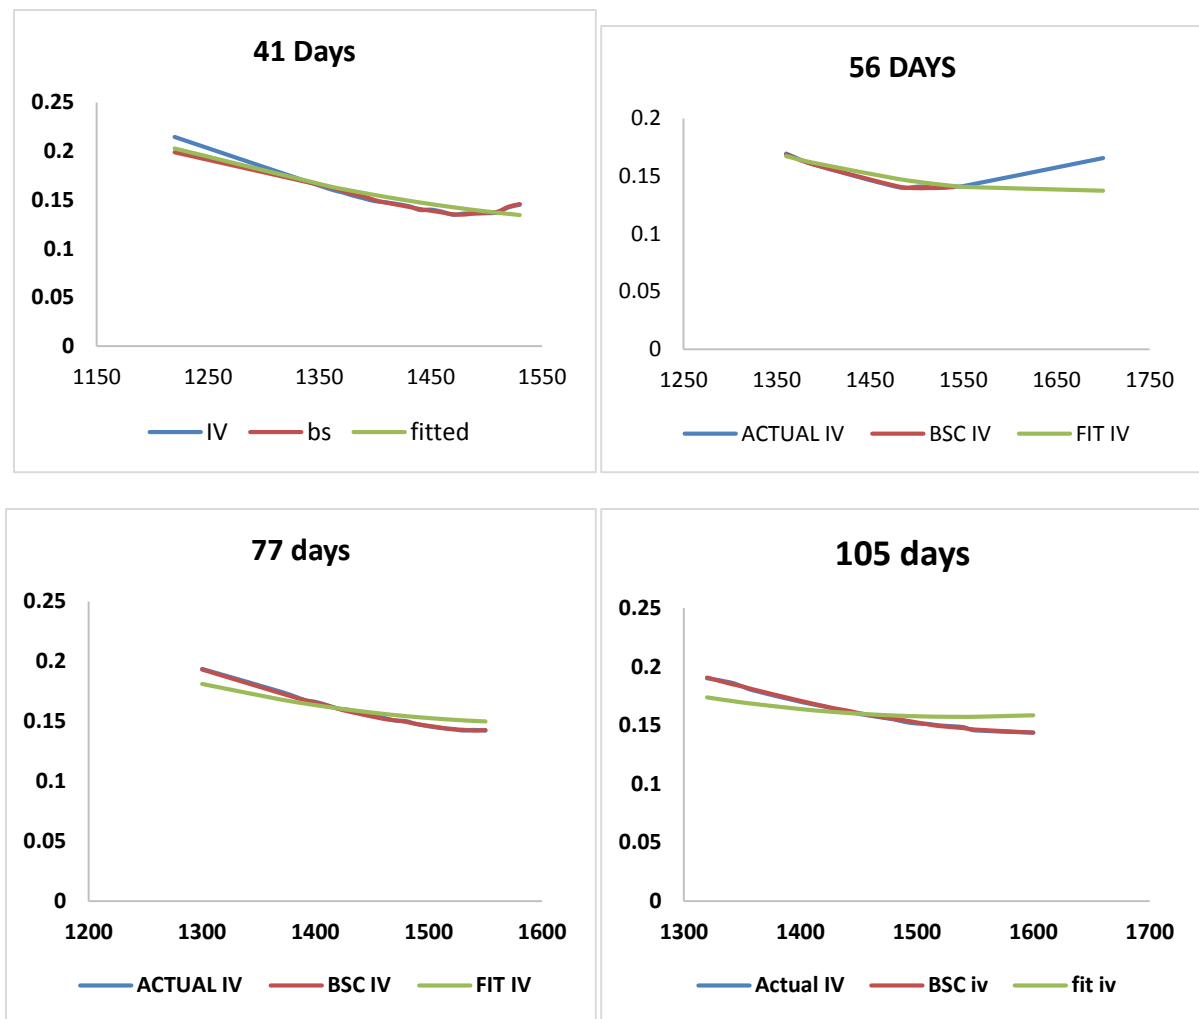 41 Days
0.25
0.2
0.15
0.1
0.05
0
1150 1250 1350 1450 1550
IV bs fitted
56 DAYS
0.2
0.15
0.1
0.05
0
1250 1350 1450 1550 1650 1750
ACTUAL IV BSC IV FIT IV
77 days
0.25
0.2
0.15
0.1
0.05
0
1200 1300 1400 1500 1600
ACTUAL IV BSC IV FIT IV
105 days
0.25
0.2
0.15
0.1
0.05
0
1300 1400 1500 1600 1700
Actual IV BSC iv fit iv